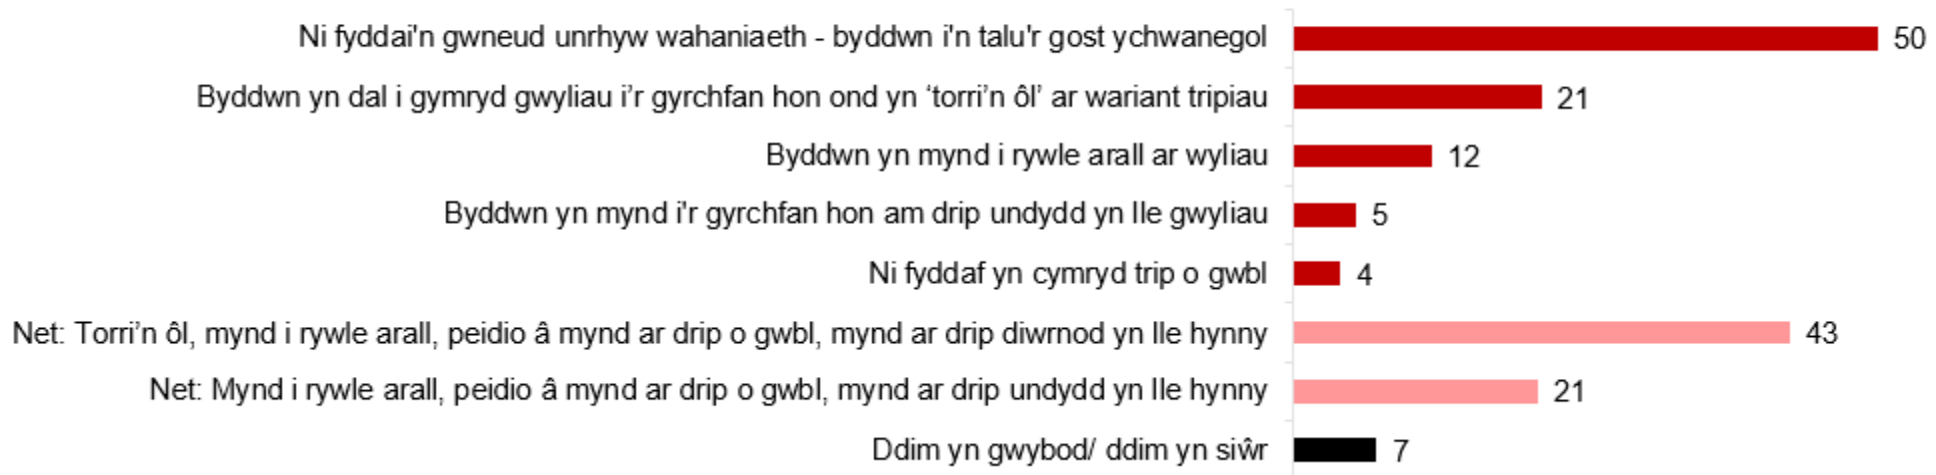 Ni fyddai'n gwneud unrhyw wahaniaeth - byddwn i'n talu'r gost ychwanegol 50
Byddwn yn dal i gymryd gwyliau i’r gyrchfan hon ond yn ‘torri’n ôl’ ar wariant tripiau 21
Byddwn yn mynd i rywle arall ar wyliau 12
Byddwn yn mynd i'r gyrchfan hon am drip undydd yn lle gwyliau 5
Ni fyddaf yn cymryd trip o gwbl 4
Net: Torri’n ôl, mynd i rywle arall, peidio â mynd ar drip o gwbl, mynd ar drip diwrnod yn lle hynny 43
Net: Mynd i rywle arall, peidio â mynd ar drip o gwbl, mynd ar drip undydd yn lle hynny 21
Ddim yn gwybod/ ddim yn siŵr 7